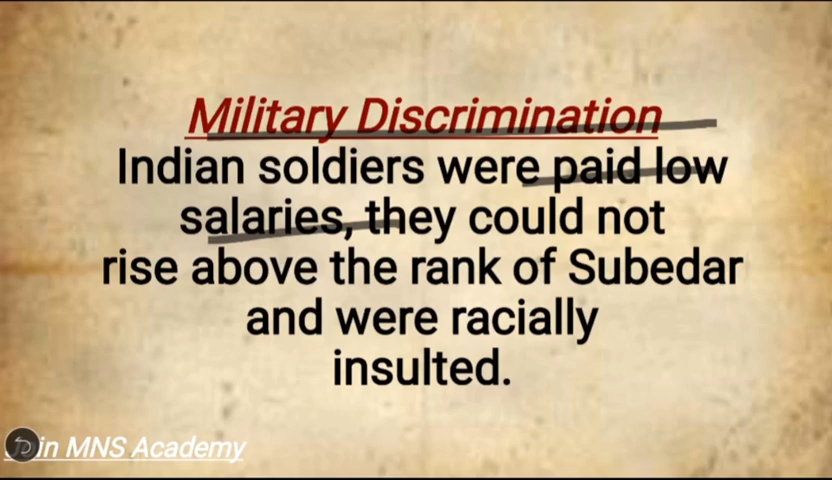 Military Discrimination
Indian soldiers were paid low
salaries, they could not
rise above the rank of Subedar
and were racially
insulted.
in MNS Academy